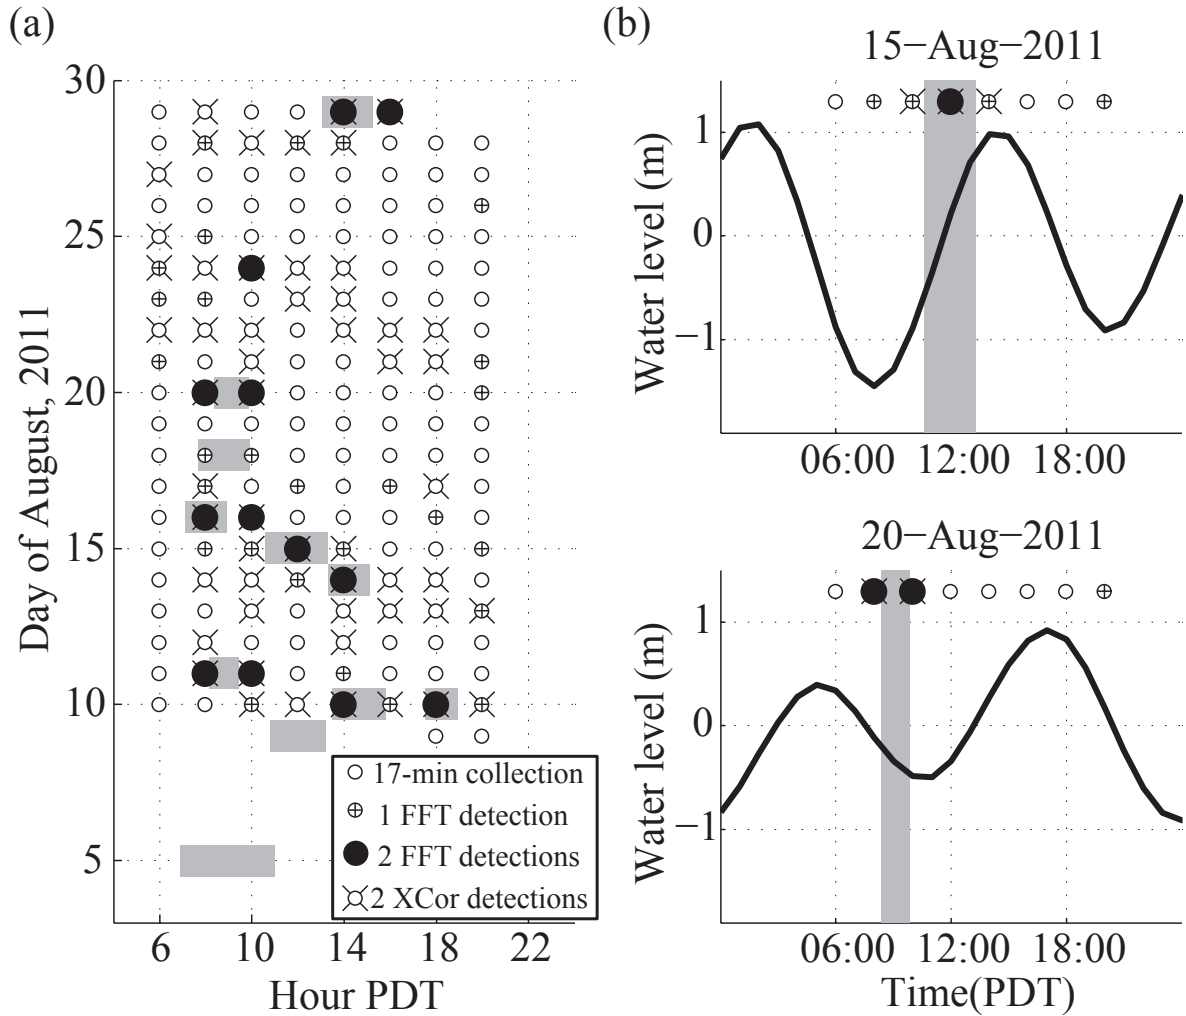 (a)
30
25
20
15
10
5
Day of August, 2011
6 10 14 18 22
Hour PDT
17-min collection
1 FFT detection
2 FFT detections
2 XCor detections
(b)
15−Aug−2011
1
0
−1
Water level (m)
06:00 12:00 18:00
20−Aug−2011
1
0
−1
Water level (m)
06:00 12:00 18:00
Time(PDT)